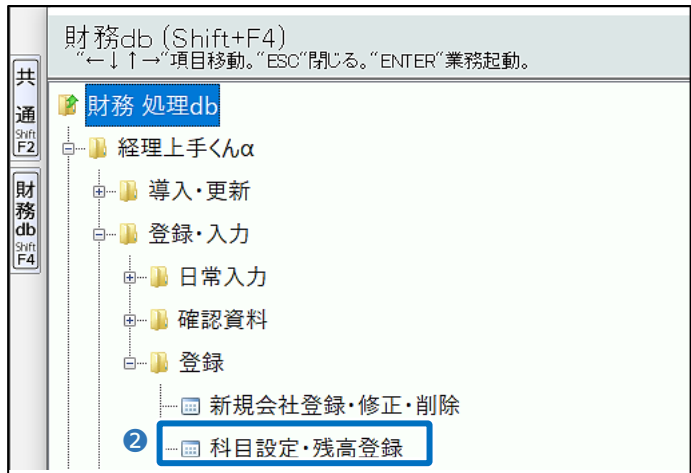 財務db (Shift+F4)
“←↓↑→”項目移動。“ESC”閉じる。“ENTER”業務起動。
共通
Shift
F2
財務db
Shift
F4
財務 処理db
経理上手くんα
導入・更新
登録・入力
日常入力
確認資料
登録
新規会社登録・修正・削除
❷ 科目設定・残高登録